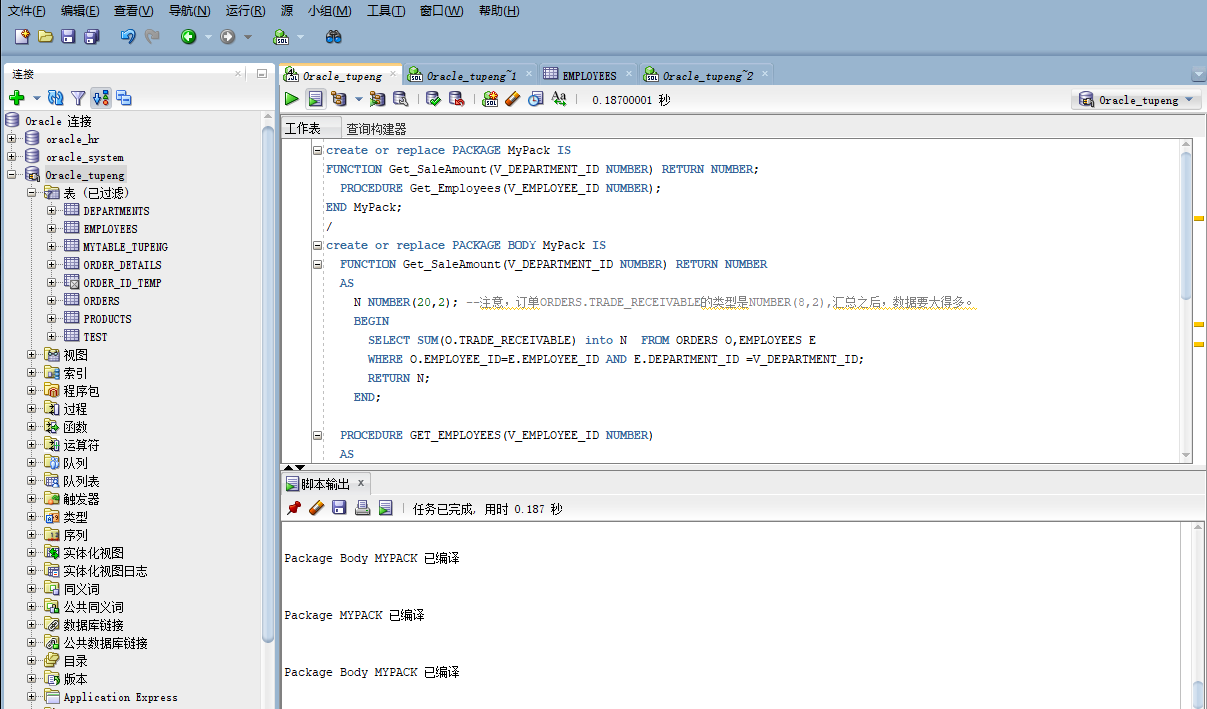 文件(F) 编辑(E) 查看(V) 导航(N) 运行(R) 源 小组(M) 工具(T) 窗口(W) 帮助(H)
连接
Oracle 连接
oracle_hr
oracle_system
Oracle_tupeng
表 (已过滤)
DEPARTMENTS
EMPLOYEES
MYTABLE_TUPENG
ORDER_DETAILS
ORDER_ID_TEMP
ORDERS
PRODUCTS
TEST
视图
索引
程序包
过程
函数
运算符
队列
队列表
触发器
类型
序列
实体化视图
实体化视图日志
同义词
公共同义词
数据库链接
公共数据库链接
目录
版本
Application Express
Oracle_tupeng Oracle_tupeng~1 EMPLOYEES Oracle_tupeng~2
0.18700001 秒 Oracle_tupeng
工作表 查询构建器
create or replace PACKAGE MyPack IS
FUNCTION Get_SaleAmount(V_DEPARTMENT_ID NUMBER) RETURN NUMBER;
PROCEDURE Get_Employees(V_EMPLOYEE_ID NUMBER);
END MyPack;
/
create or replace PACKAGE BODY MyPack IS
FUNCTION Get_SaleAmount(V_DEPARTMENT_ID NUMBER) RETURN NUMBER
AS
N NUMBER(20,2); --注意，订单ORDERS.TRADE_RECEIVABLE的类型是NUMBER(8,2),汇总之后，数据要大得多。
BEGIN
SELECT SUM(O.TRADE_RECEIVABLE) into N  FROM ORDERS O,EMPLOYEES E
WHERE O.EMPLOYEE_ID=E.EMPLOYEE_ID AND E.DEPARTMENT_ID =V_DEPARTMENT_ID;
RETURN N;
END;
PROCEDURE GET_EMPLOYEES(V_EMPLOYEE_ID NUMBER)
AS
脚本输出 x
任务已完成, 用时 0.187 秒
Package Body MYPACK 已编译
Package MYPACK 已编译
Package Body MYPACK 已编译